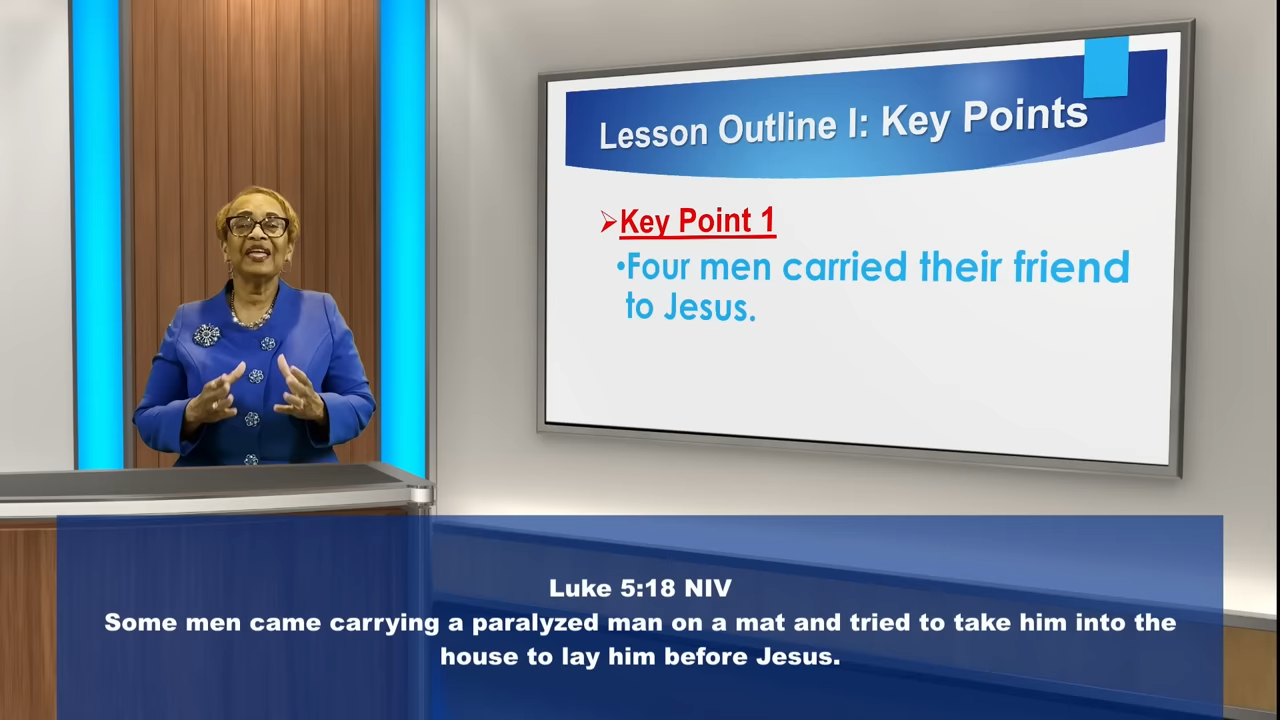 Lesson Outline I: Key Points
➢Key Point 1
•Four men carried their friend
to Jesus.
Luke 5:18 NIV
Some men came carrying a paralyzed man on a mat and tried to take him into the
house to lay him before Jesus.